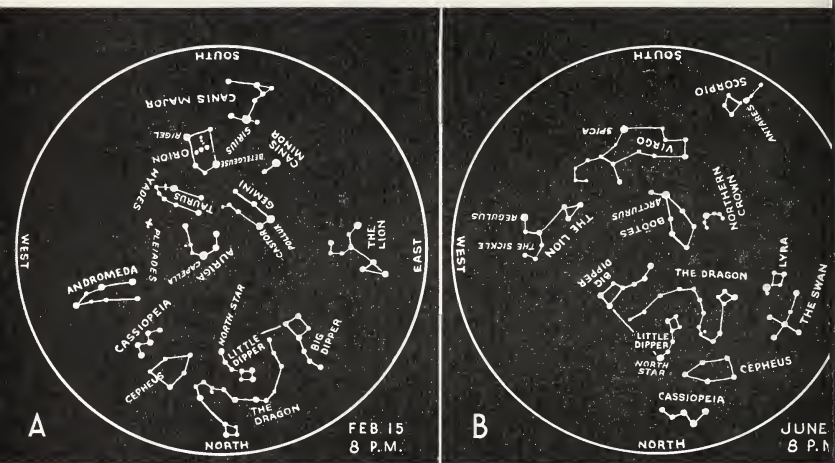 SOUTH
CANIS MAJOR
RIGEL
SIRIUS
CANIS
MINOR
ORION
BETELGEUSE
HYADES
TAURUS
GEMINI
CASTOR
POLLUX
PLEIADES
AURIGA
CAPELLA
THE
LION
WEST
EAST
ANDROMEDA
CASSIOPEIA
NORTH STAR
LITTLE
DIPPER
BIG
DIPPER
CEPHEUS
THE
DRAGON
NORTH
A
FEB. 15
8 P.M.
SOUTH
SCORPIO
ANTARES
SPICA
VIRGO
NORTHERN
CROWN
REGULUS
THE LION
THE SICKLE
ARCTURUS
BOOTES
WEST
BIG
DIPPER
THE DRAGON
LYRA
THE SWAN
LITTLE
DIPPER
NORTH
STAR
CEPHEUS
CASSIOPEIA
NORTH
B
JUNE
8 P.